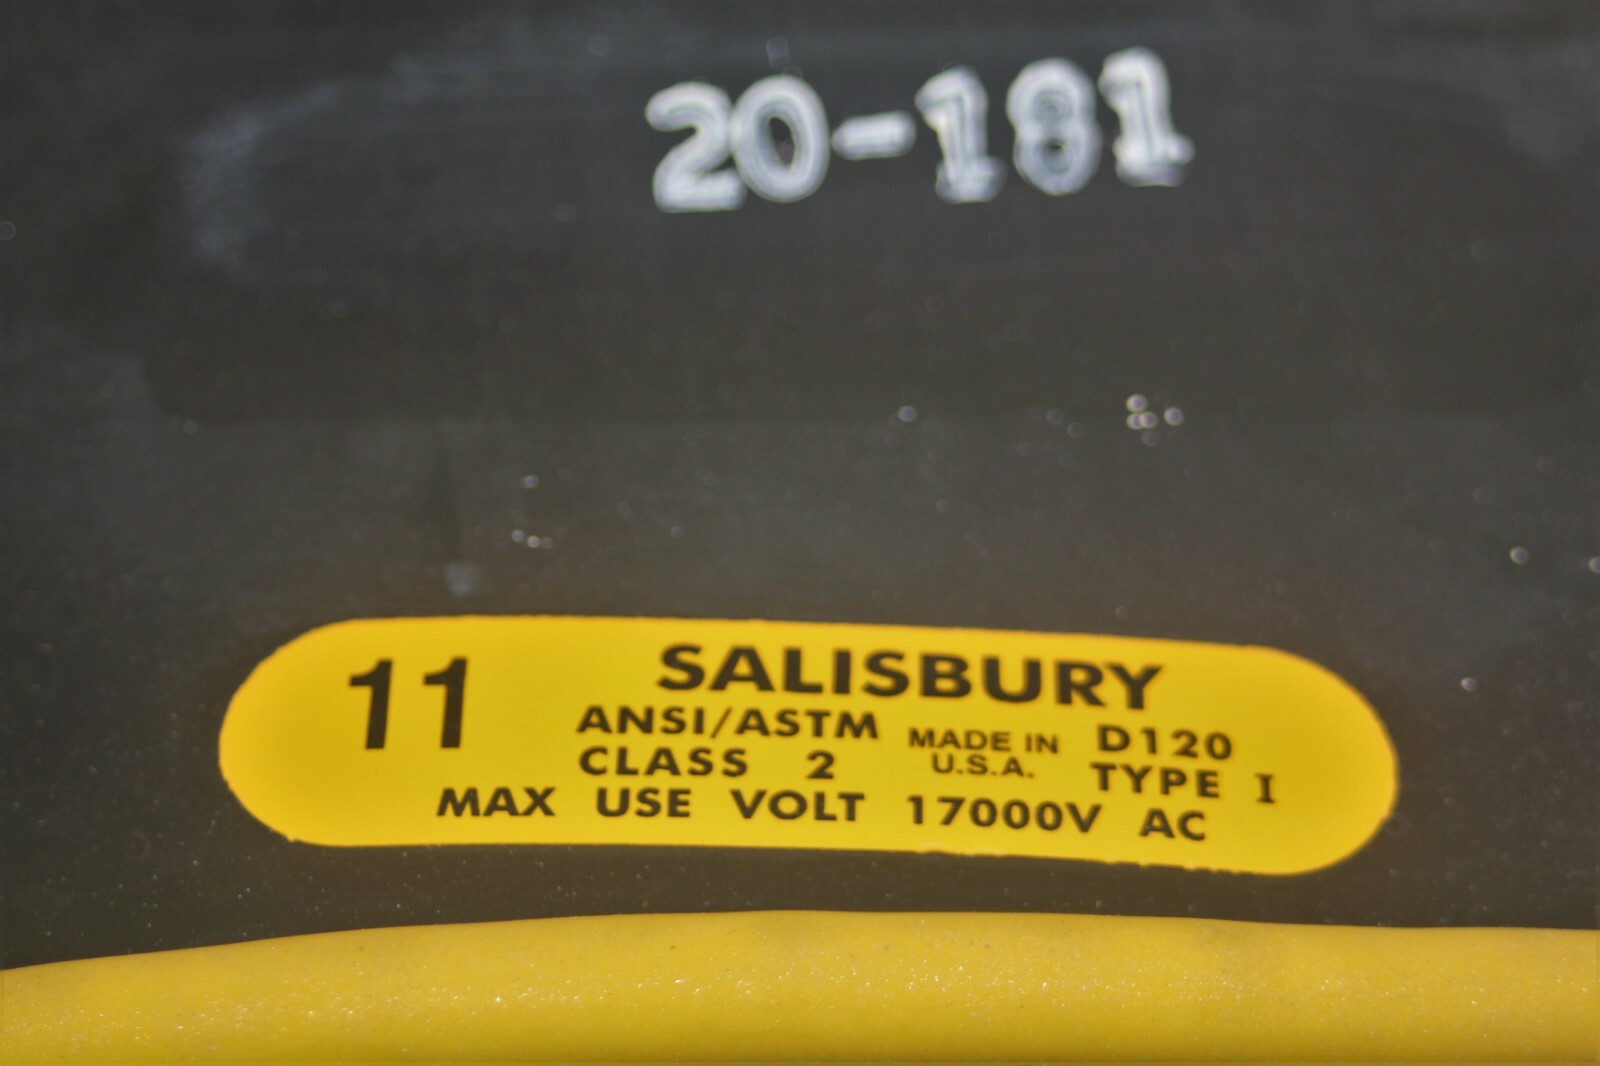 20-181
11 SALISBURY
ANSI/ASTM MADE IN D120
CLASS 2 U.S.A. TYPE I
MAX USE VOLT 17000V AC